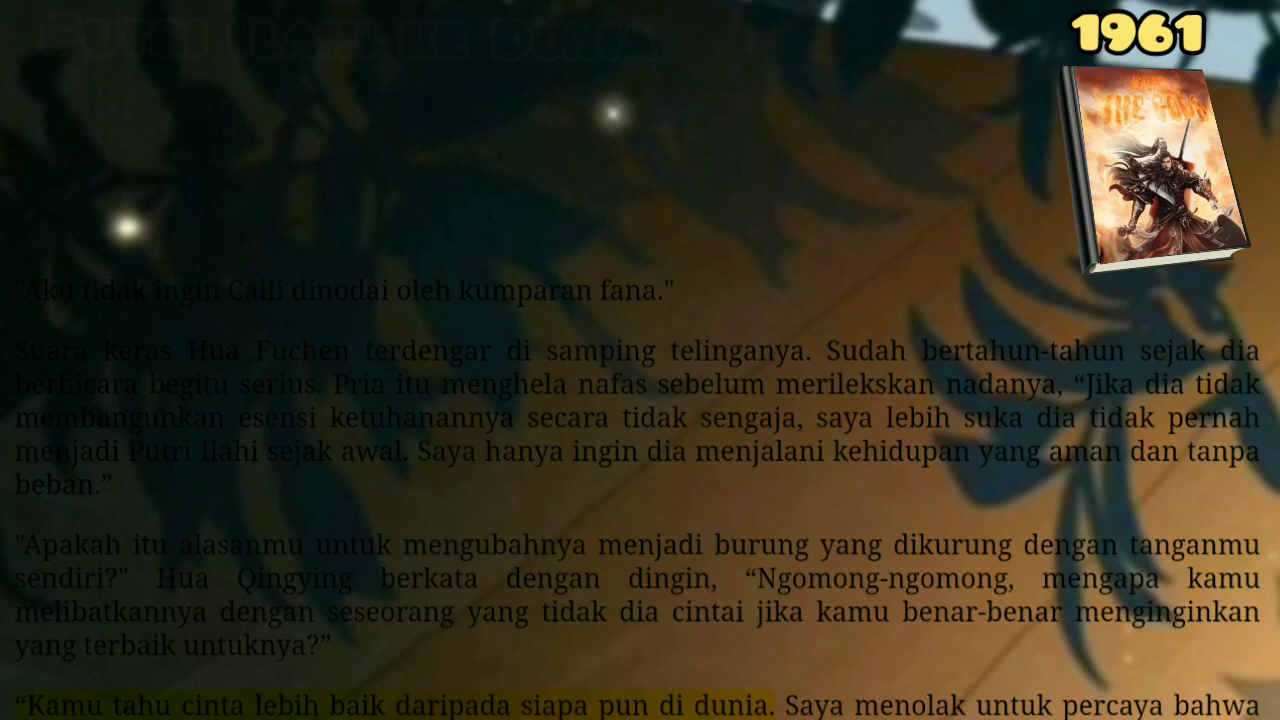 1961
THE GODS
"Aku tidak ingin Caili dinodai oleh kumparan fana."
Suara keras Hua Fuchen terdengar di samping telinganya. Sudah bertahun-tahun sejak dia
berbicara begitu serius. Pria itu menghela nafas sebelum merilekskan nadanya, “Jika dia tidak
membangunkan esensi ketuhanannya secara tidak sengaja, saya lebih suka dia tidak pernah
menjadi Putri Ilahi sejak awal. Saya hanya ingin dia menjalani kehidupan yang aman dan tanpa
beban.”
"Apakah itu alasanmu untuk mengubahnya menjadi burung yang dikurung dengan tanganmu
sendiri?" Hua Qingying berkata dengan dingin, “Ngomong-ngomong, mengapa kamu
melibatkannya dengan seseorang yang tidak dia cintai jika kamu benar-benar menginginkan
yang terbaik untuknya?”
“Kamu tahu cinta lebih baik daripada siapa pun di dunia. Saya menolak untuk percaya bahwa